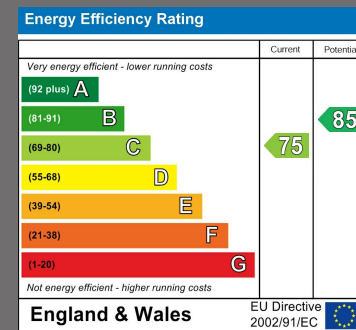 Energy Efficiency Rating
Current Potentia
Very energy efficient - lower running costs
(92 plus) A
(81-91) B 85
(69-80) C 75
(55-68) D
(39-54) E
(21-38) F
(1-20) G
Not energy efficient - higher running costs
England & Wales
EU Directive
2002/91/EC